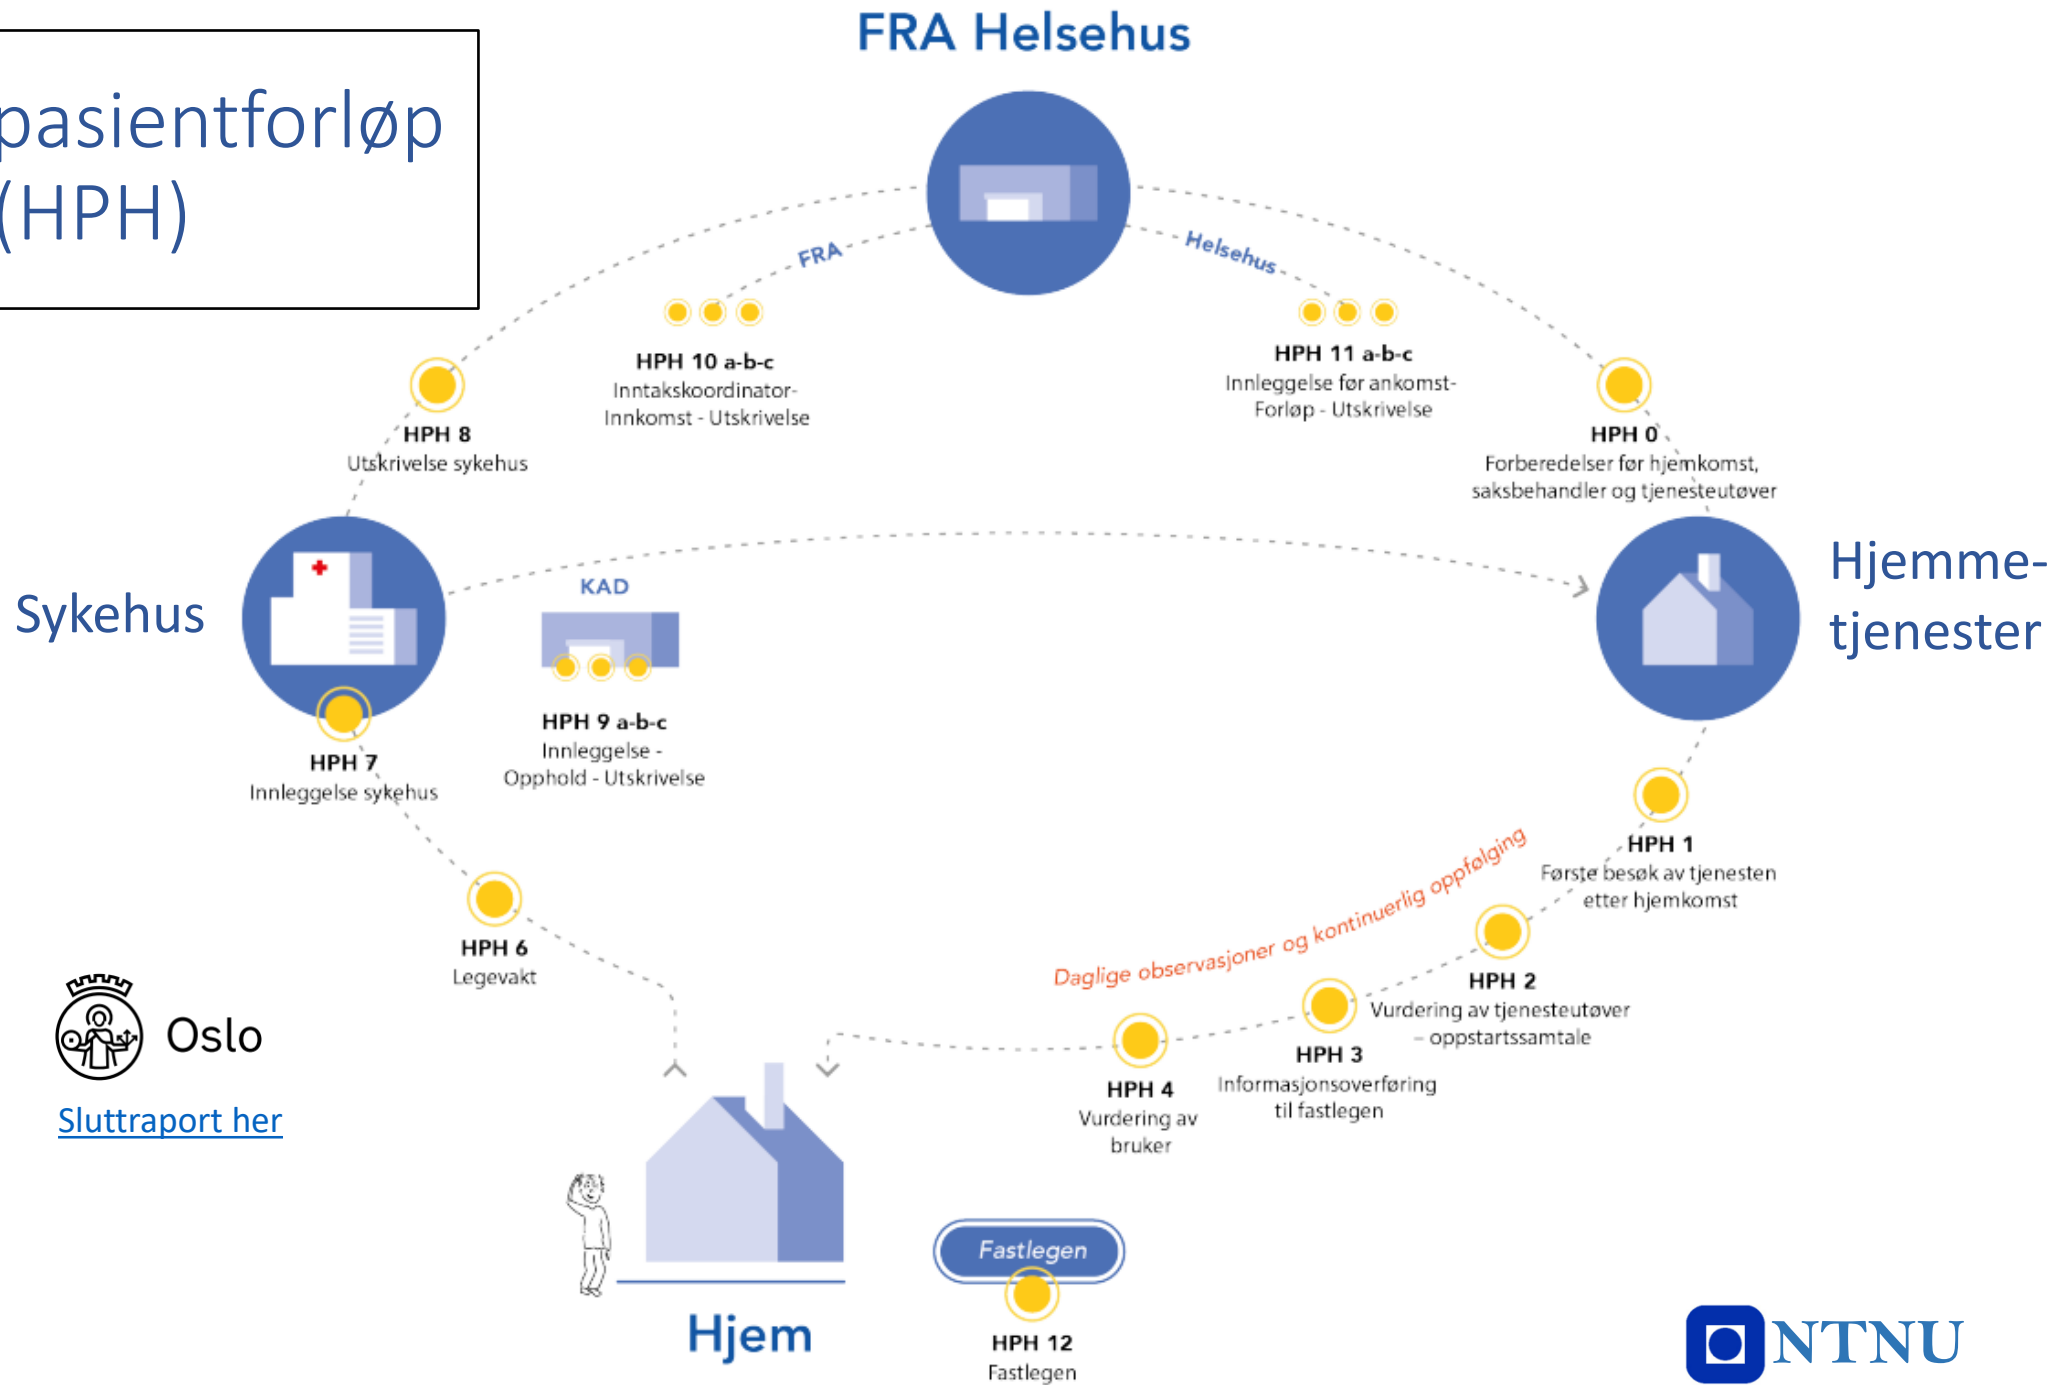 FRA Helsehus
pasientforløp
(HPH)
FRA
Helsehus
HPH 10 a-b-c
Inntakskoordinator-
Innkomst - Utskrivelse
HPH 11 a-b-c
Innleggelse før ankomst-
Forløp - Utskrivelse
HPH 8
Utskrivelse sykehus
HPH 0
Forberedelser før hjemkomst,
saksbehandler og tjenesteutøver
Sykehus
KAD
Hjemme-
tjenester
HPH 9 a-b-c
Innleggelse -
Opphold - Utskrivelse
HPH 7
Innleggelse sykehus
HPH 1
Første besøk av tjenesten
etter hjemkomst
Daglige observasjoner og kontinuerlig oppfølging
HPH 6
Legevakt
HPH 2
Vurdering av tjenesteutøver
– oppstartssamtale
HPH 3
Informasjonsoverføring
til fastlegen
HPH 4
Vurdering av
bruker
Oslo
Sluttraport her
Fastlegen
Hjem
HPH 12
Fastlegen
NTNU